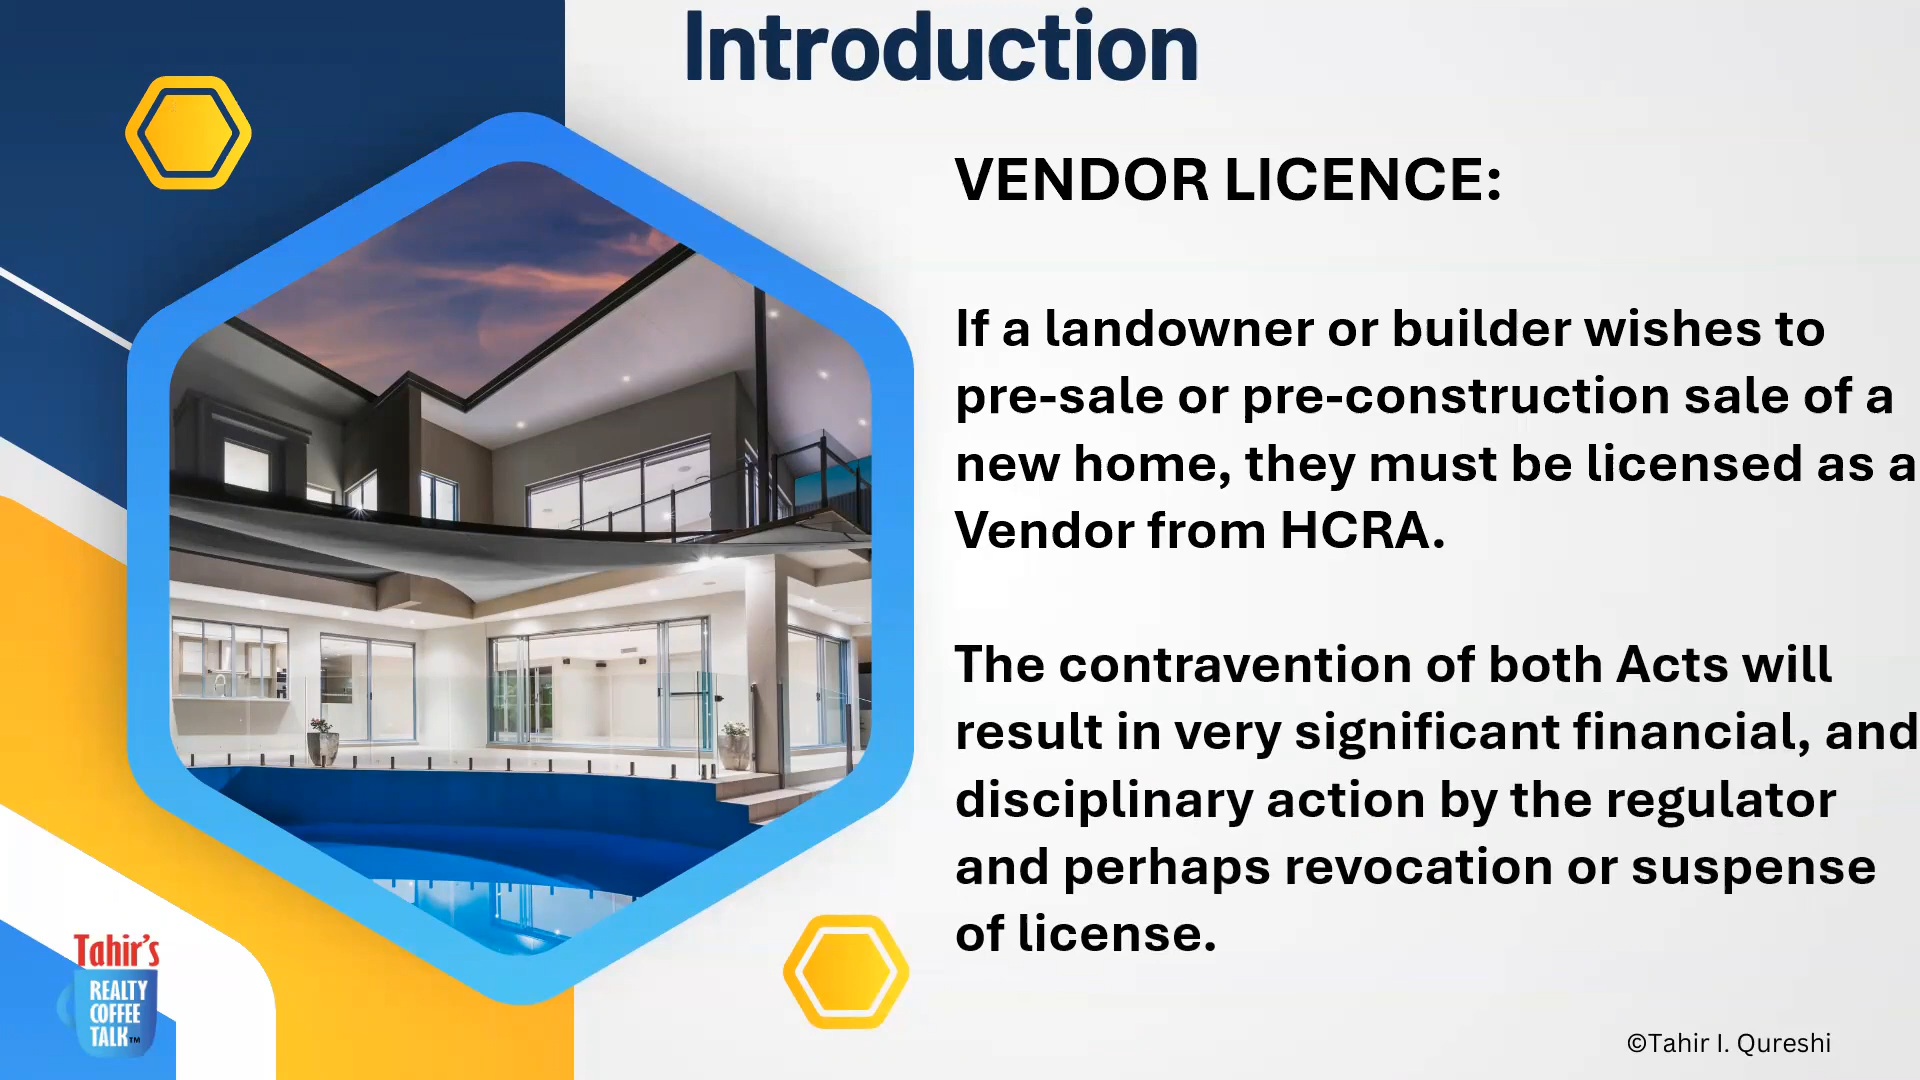 Introduction
VENDOR LICENCE:
If a landowner or builder wishes to
pre-sale or pre-construction sale of a
new home, they must be licensed as a
Vendor from HCRA.
The contravention of both Acts will
result in very significant financial, and
disciplinary action by the regulator
and perhaps revocation or suspense
of license.
Tahir's
REALTY
COFFEE
TALK™
©Tahir I. Qureshi